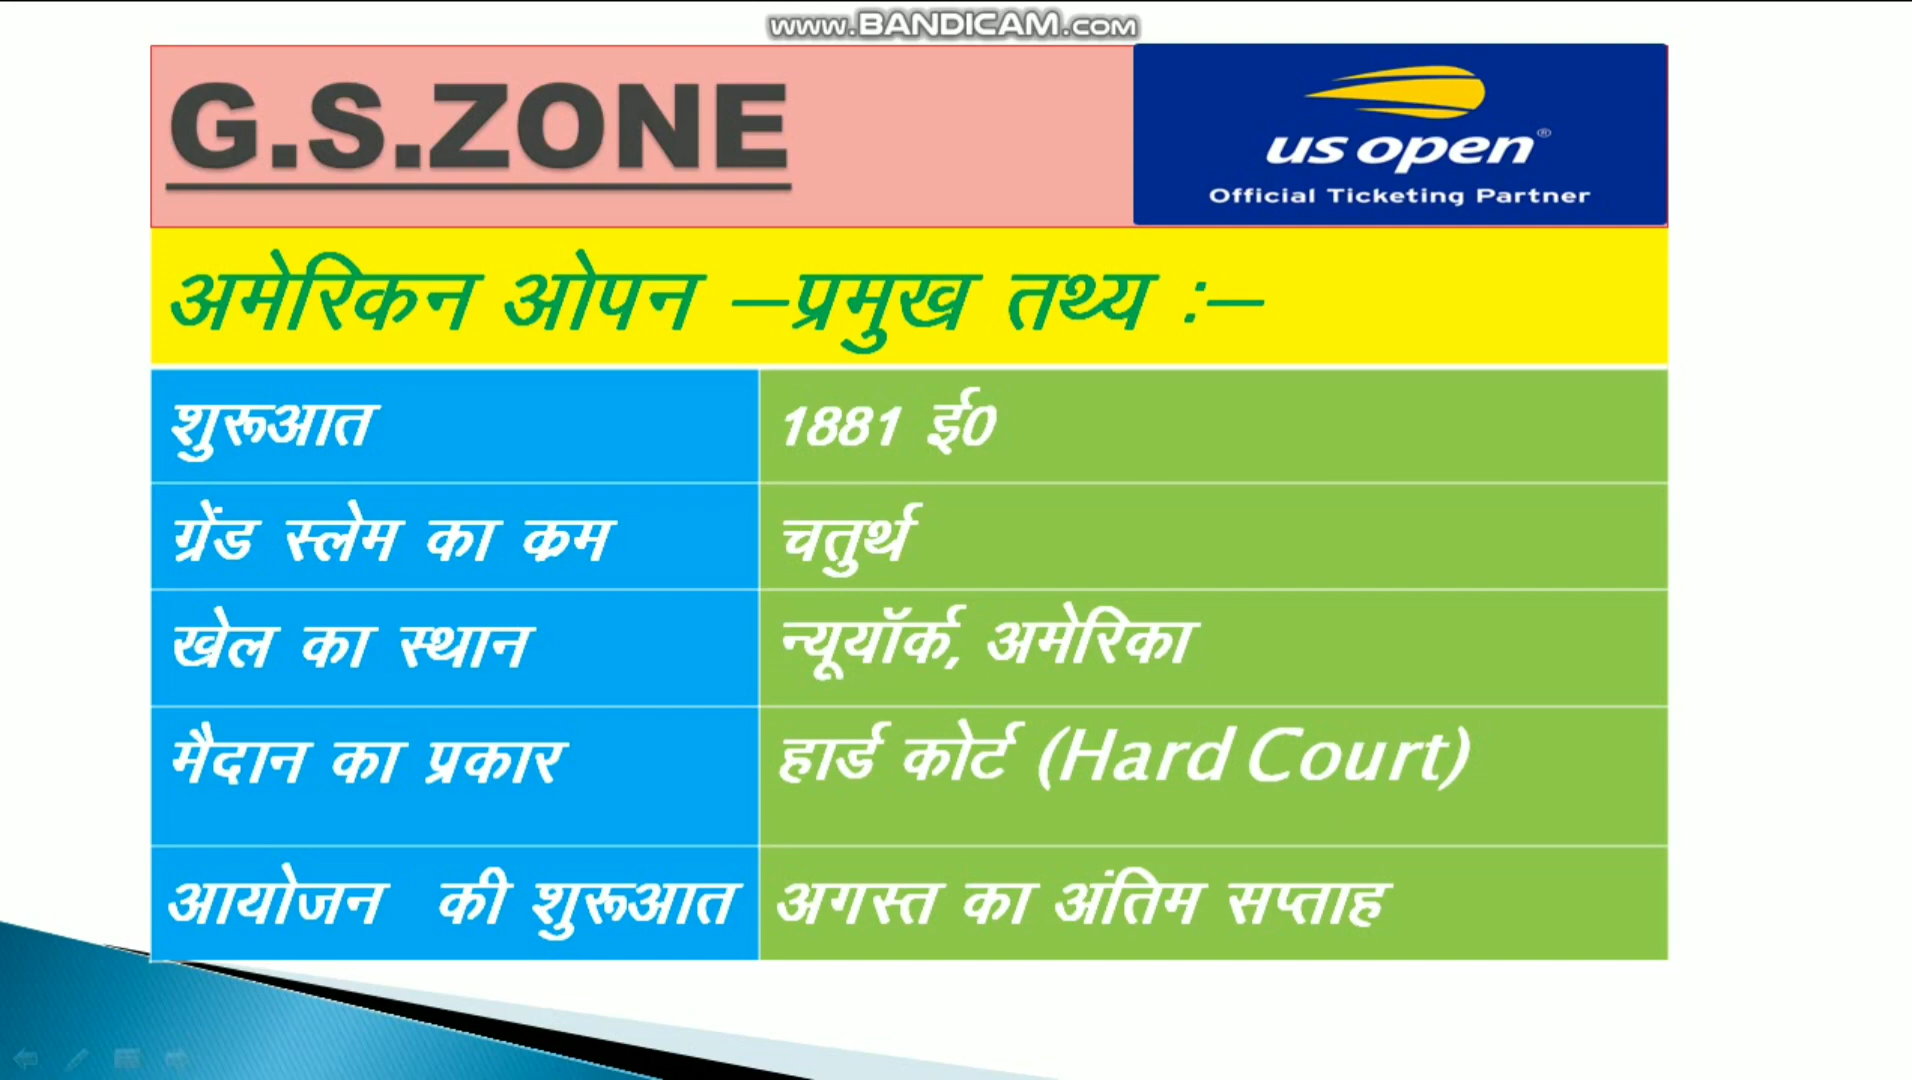 www.BANDICAM.com
G.S.ZONE
us open®
Official Ticketing Partner
अमेरिकन ओपन –प्रमुख तथ्य :–
शुरूआत 1881 ई0
ग्रेंड स्लेम का क्रम चतुर्थ
खेल का स्थान न्यूयॉर्क, अमेरिका
मैदान का प्रकार हार्ड कोर्ट (Hard Court)
आयोजन की शुरूआत अगस्त का अंतिम सप्ताह